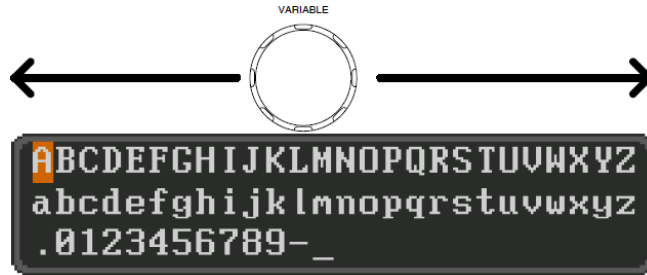 VARIABLE
ABCDEFGHIJKLMNOPQRSTUVWXYZ
abcdefghijklmnopqrstuvwxyz
.0123456789-_